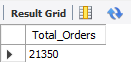 Result Grid
Total_Orders
21350